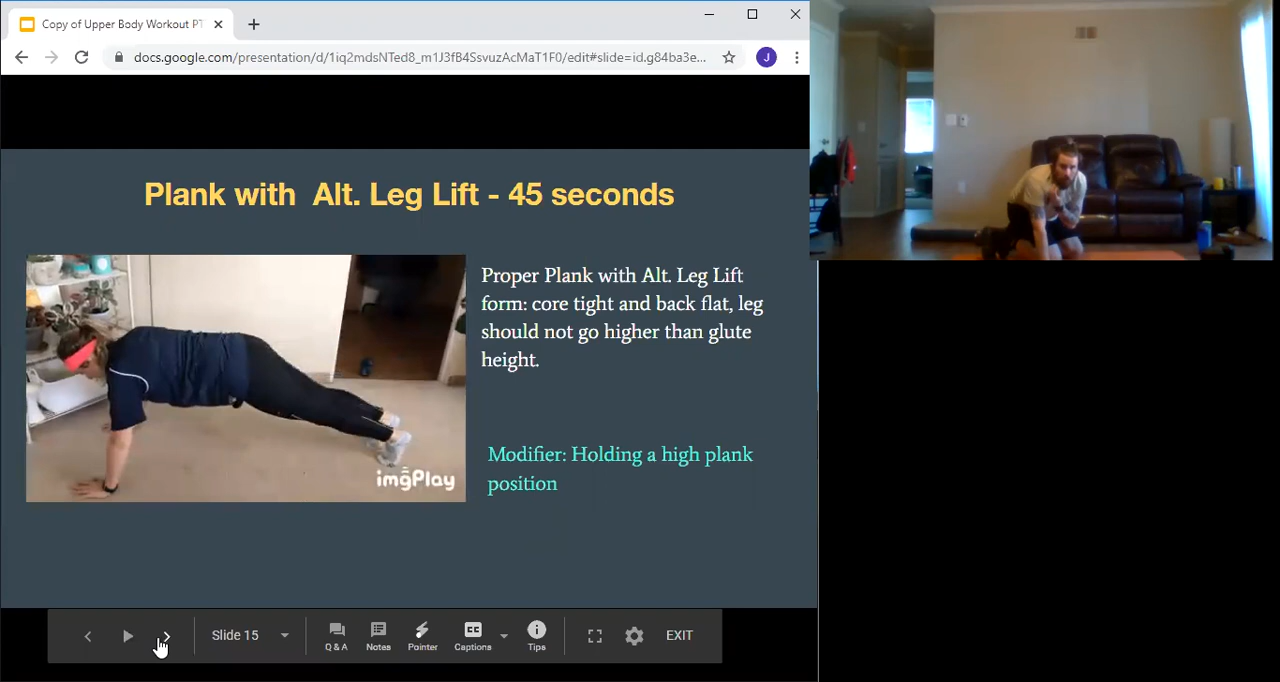 Copy of Upper Body Workout PT
docs.google.com/presentation/d/1iq2mdsNTed8_m1J3fB4SsvuzAcMaT1F0/edit#slide=id.g84ba3e...
J
Plank with Alt. Leg Lift - 45 seconds
Proper Plank with Alt. Leg Lift
form: core tight and back flat, leg
should not go higher than glute
height.
Modifier: Holding a high plank
position
imgPlay
Slide 15
Q & A
Notes
Pointer
CC
Captions
Tips
EXIT